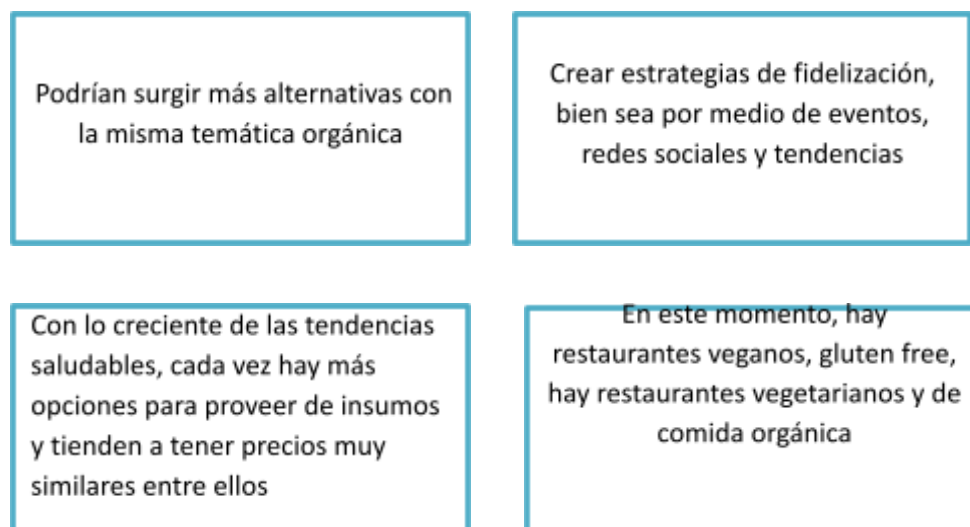 Podrían surgir más alternativas con
la misma temática orgánica
Crear estrategias de fidelización,
bien sea por medio de eventos,
redes sociales y tendencias
Con lo creciente de las tendencias
saludables, cada vez hay más
opciones para proveer de insumos
y tienden a tener precios muy
similares entre ellos
En este momento, hay
restaurantes veganos, gluten free,
hay restaurantes vegetarianos y de
comida orgánica